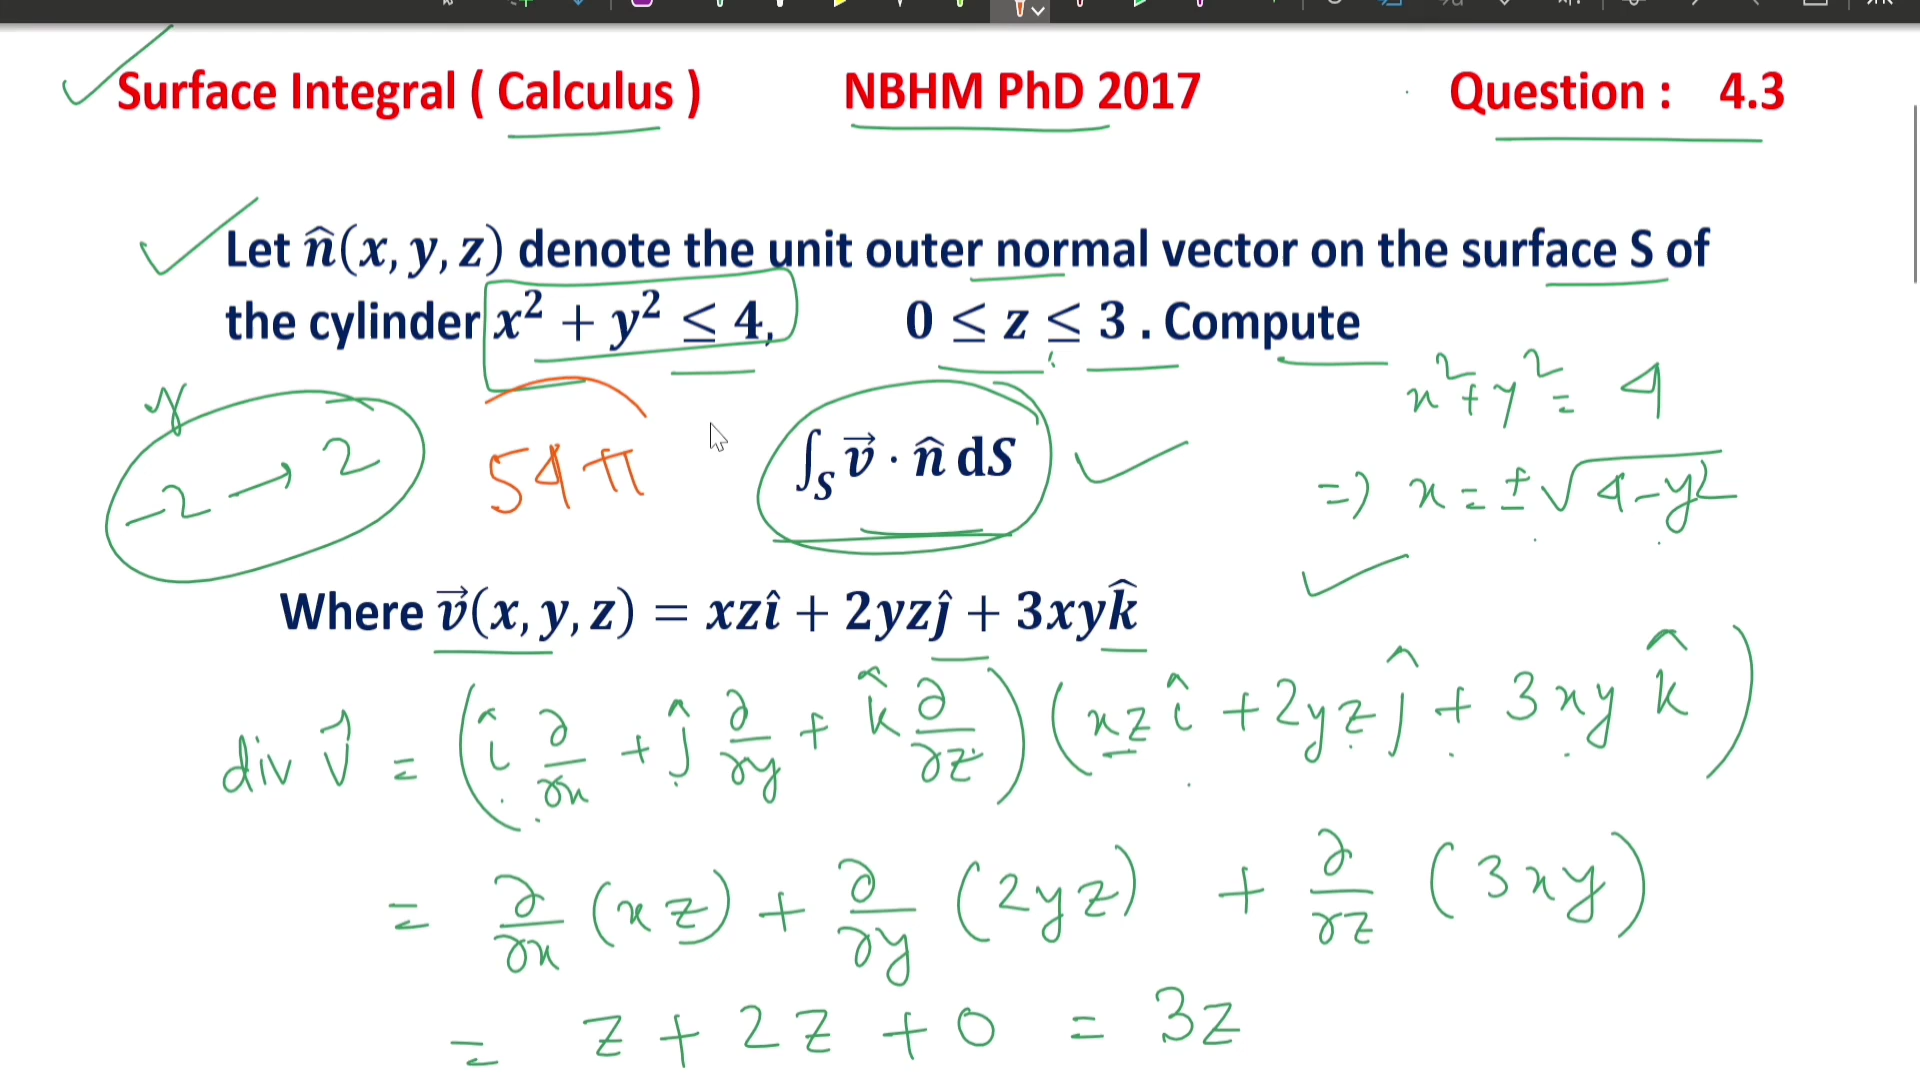 Surface Integral ( Calculus ) NBHM PhD 2017 Question : 4.3
Let n̂(x, y, z) denote the unit outer normal vector on the surface S of
the cylinder x² + y² ≤ 4, 0 ≤ z ≤ 3 . Compute
x² + y² = 4
y
-2 → 2 54π ∫_S v⃗ · n̂ dS
=> x = ± √4-y²
Where v⃗(x, y, z) = xzî + 2yzĵ + 3xyk̂
div v⃗ = (î ∂/∂x + ĵ ∂/∂y + k̂ ∂/∂z) (xz î + 2yz ĵ + 3xy k̂)
= ∂/∂x (xz) + ∂/∂y (2yz) + ∂/∂z (3xy)
= z + 2z + 0 = 3z